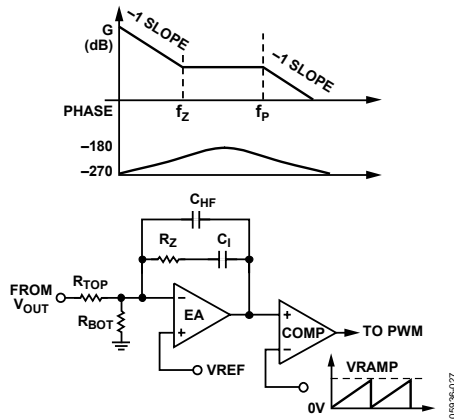 G
(dB)
–1 SLOPE
–1 SLOPE
PHASE
fZ
fP
–180
–270
CHF
RZ
CI
FROM
VOUT
RTOP
RBOT
–
EA
+
VREF
+
COMP
–
TO PWM
VRAMP
0V
05936-027